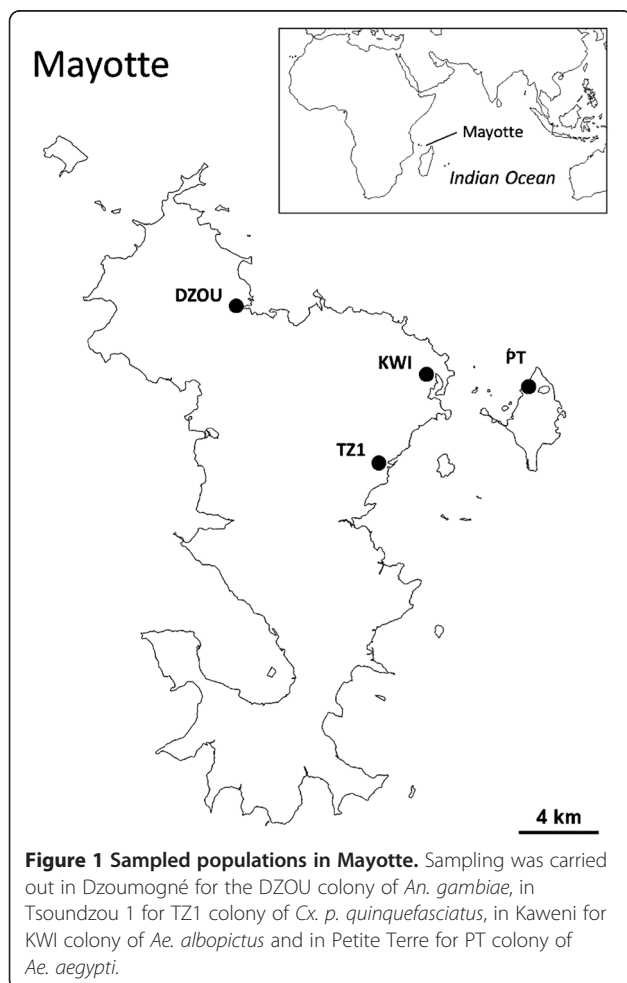 Mayotte
Mayotte
Indian Ocean
DZOU
KWI
PT
TZ1
4 km
Figure 1 Sampled populations in Mayotte. Sampling was carried
out in Dzoumogné for the DZOU colony of An. gambiae, in
Tsoundzou 1 for TZ1 colony of Cx. p. quinquefasciatus, in Kaweni for
KWI colony of Ae. albopictus and in Petite Terre for PT colony of
Ae. aegypti.